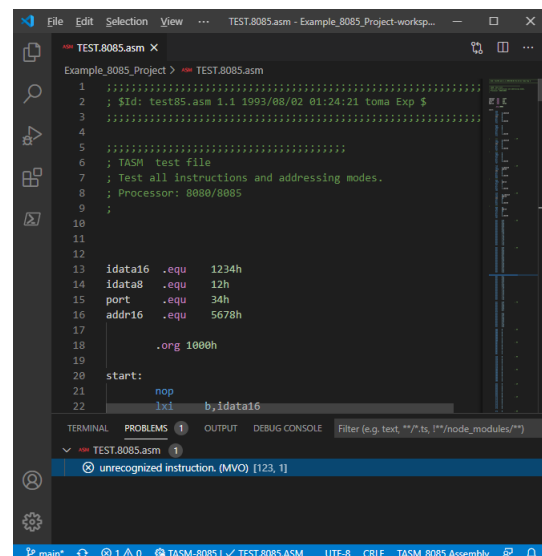 File Edit Selection View ... TEST.8085.asm - Example_8085_Project-worksp...
ASM TEST.8085.asm
Example_8085_Project > ASM TEST.8085.asm
1 ;;;;;;;;;;;;;;;;;;;;;;;;;;;;;;;;;;;;;;;;;;;;;;;;;;;;;;;;;;;;;;;
2 ; $Id: test85.asm 1.1 1993/08/02 01:24:21 toma Exp $
3 ;;;;;;;;;;;;;;;;;;;;;;;;;;;;;;;;;;;;;;;;;;;;;;;;;;;;;;;;;;;;;;;
4
5 ;;;;;;;;;;;;;;;;;;;;;;;;;;;;;;;;;;;;;;;;
6 ; TASM test file
7 ; Test all instructions and addressing modes.
8 ; Processor: 8080/8085
9 ;
10
11
12
13 idata16 .equ 1234h
14 idata8 .equ 12h
15 port .equ 34h
16 addr16 .equ 5678h
17
18 .org 1000h
19
20 start:
21 nop
22 lxi b,idata16
TERMINAL PROBLEMS 1 OUTPUT DEBUG CONSOLE Filter (e.g. text, **/*.ts, !**/node_modules/**)
ASM TEST.8085.asm 1
unrecognized instruction. (MVO) [123, 1]
main* 1 0 TASM-8085 TEST.8085.ASM UTF-8 CRLF TASM 8085 Assembly